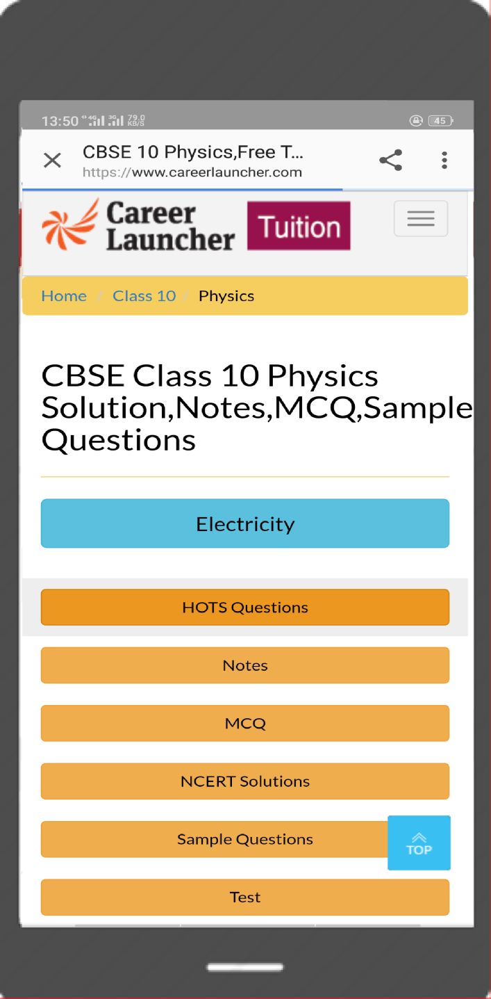 13:50 4G 3G 79.0 KB/S 45
CBSE 10 Physics,Free T...
https://www.careerlauncher.com
Career
Launcher
Tuition
Home / Class 10 / Physics
CBSE Class 10 Physics
Solution,Notes,MCQ,Sample
Questions
Electricity
HOTS Questions
Notes
MCQ
NCERT Solutions
Sample Questions
TOP
Test